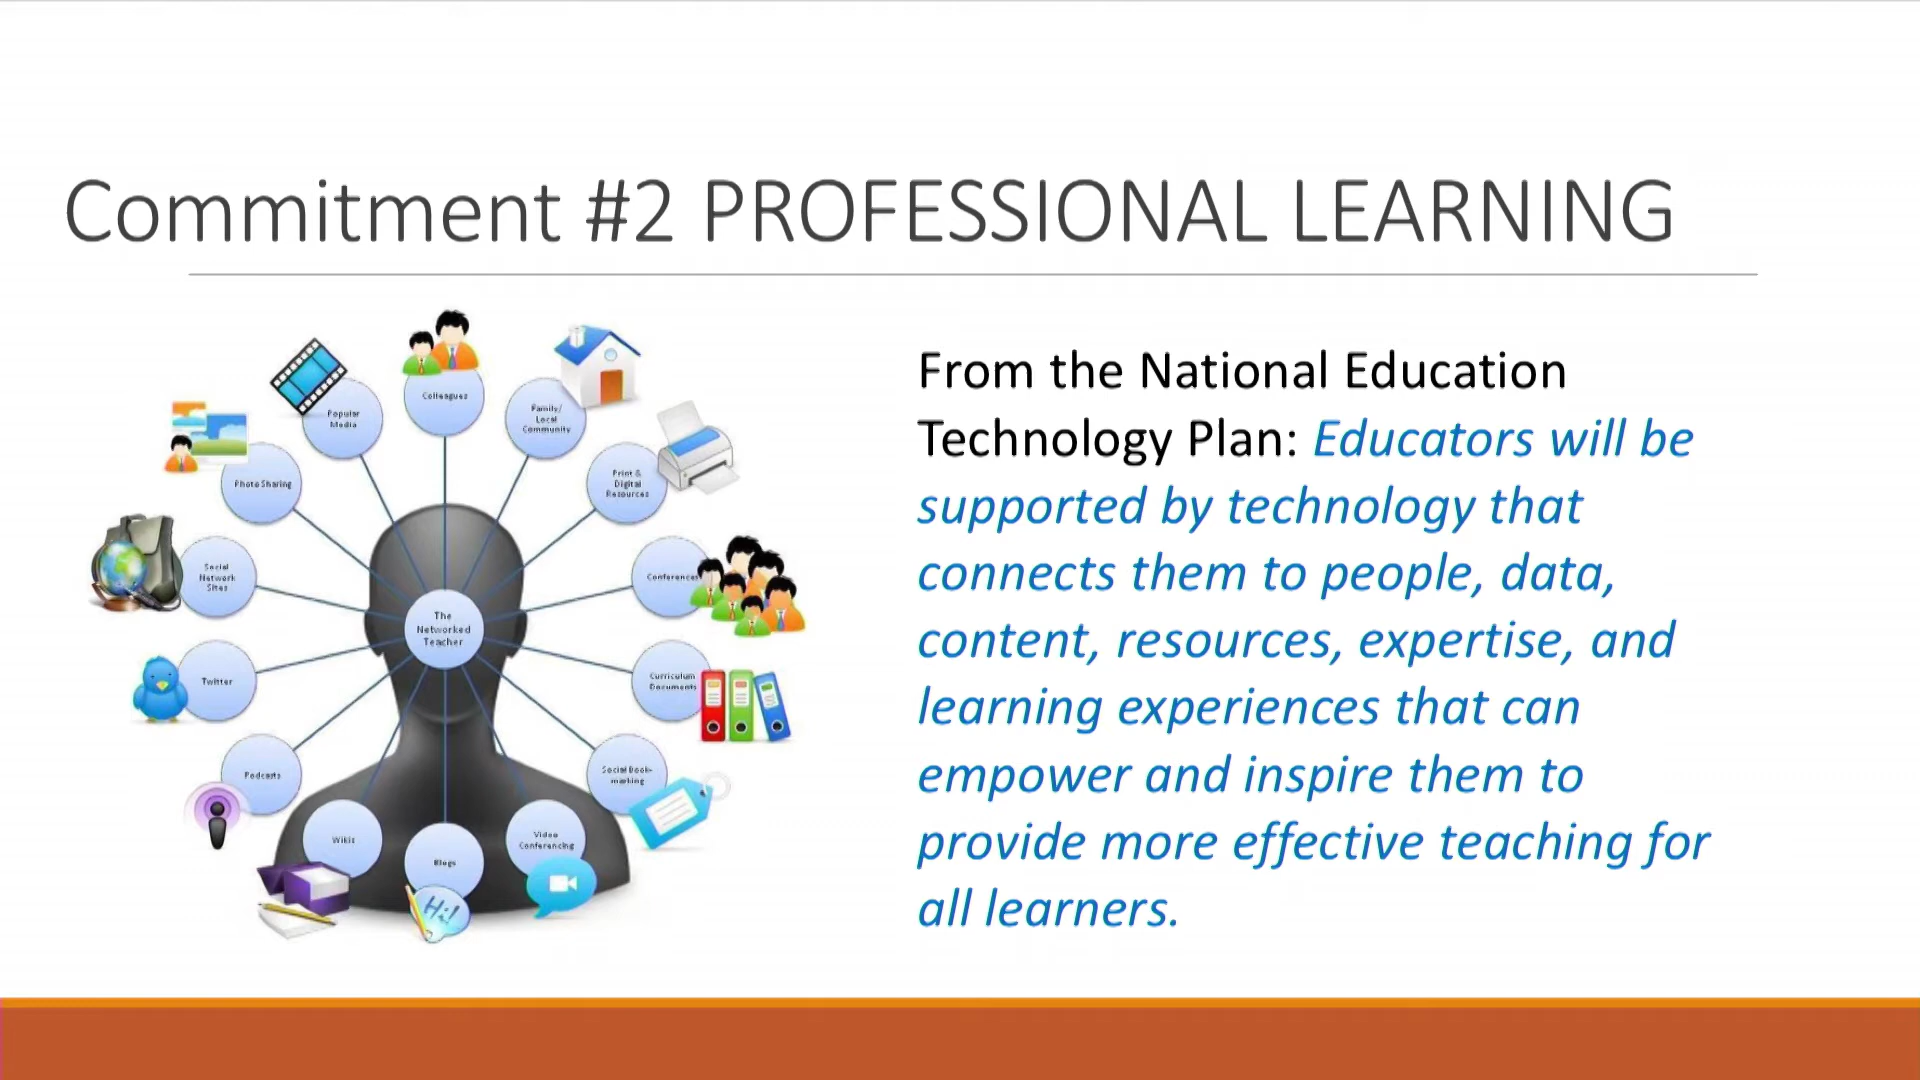 Commitment #2 PROFESSIONAL LEARNING
Colleagues
Popular
Media
Family/
Local
Community
Photo Sharing
Print &
Digital
Resources
Social
Network
Sites
Conferences
The
Networked
Teacher
Twitter
Curriculum
Documents
Podcasts
Social Book-
marking
Wikis
Blogs
Video
Conferencing
Hi!
From the National Education
Technology Plan: Educators will be
supported by technology that
connects them to people, data,
content, resources, expertise, and
learning experiences that can
empower and inspire them to
provide more effective teaching for
all learners.